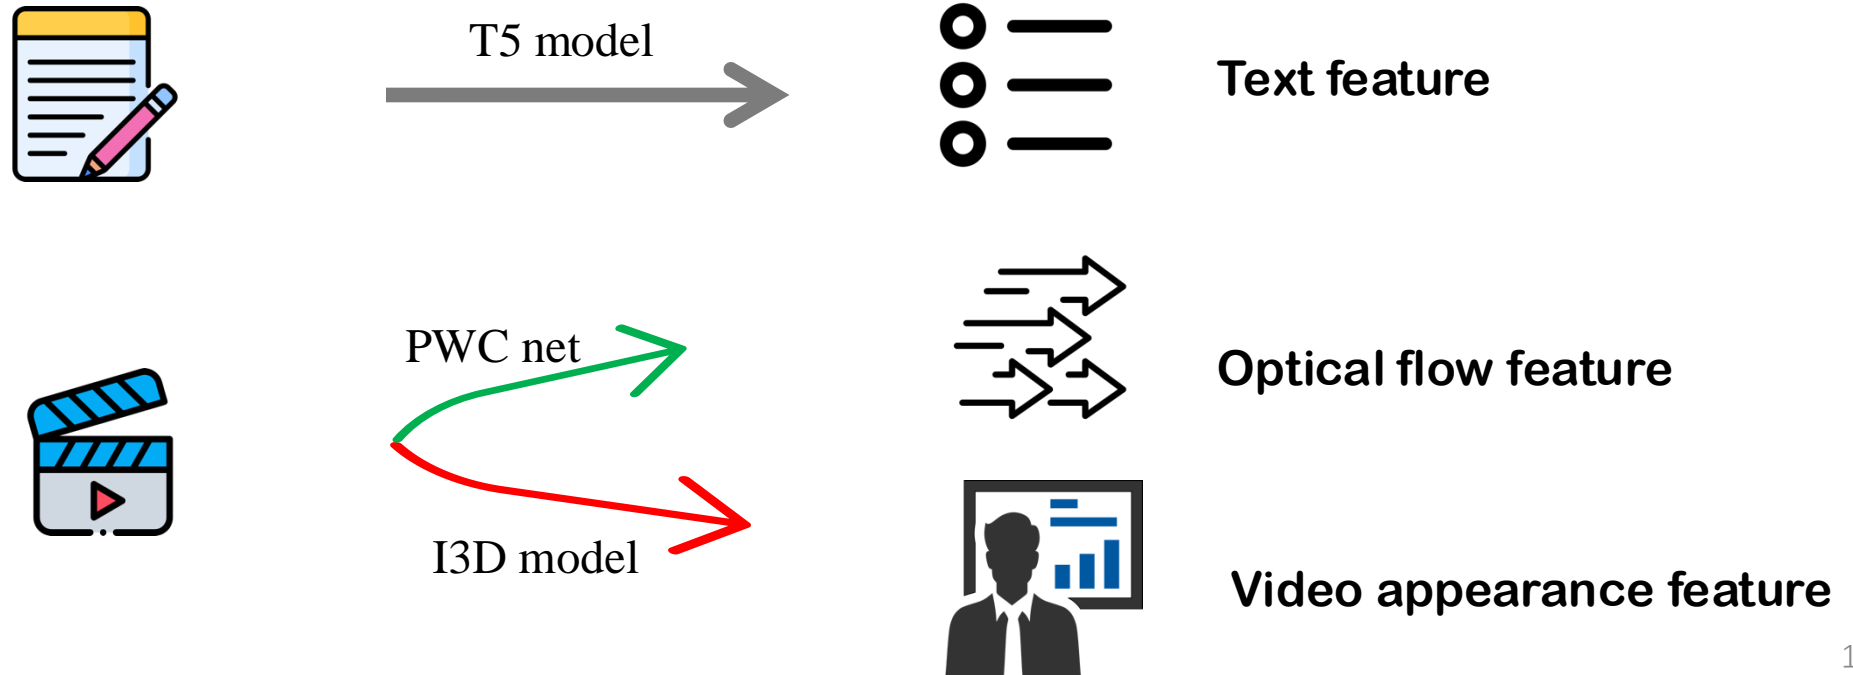 T5 model
Text feature
PWC net
Optical flow feature
I3D model
Video appearance feature
1